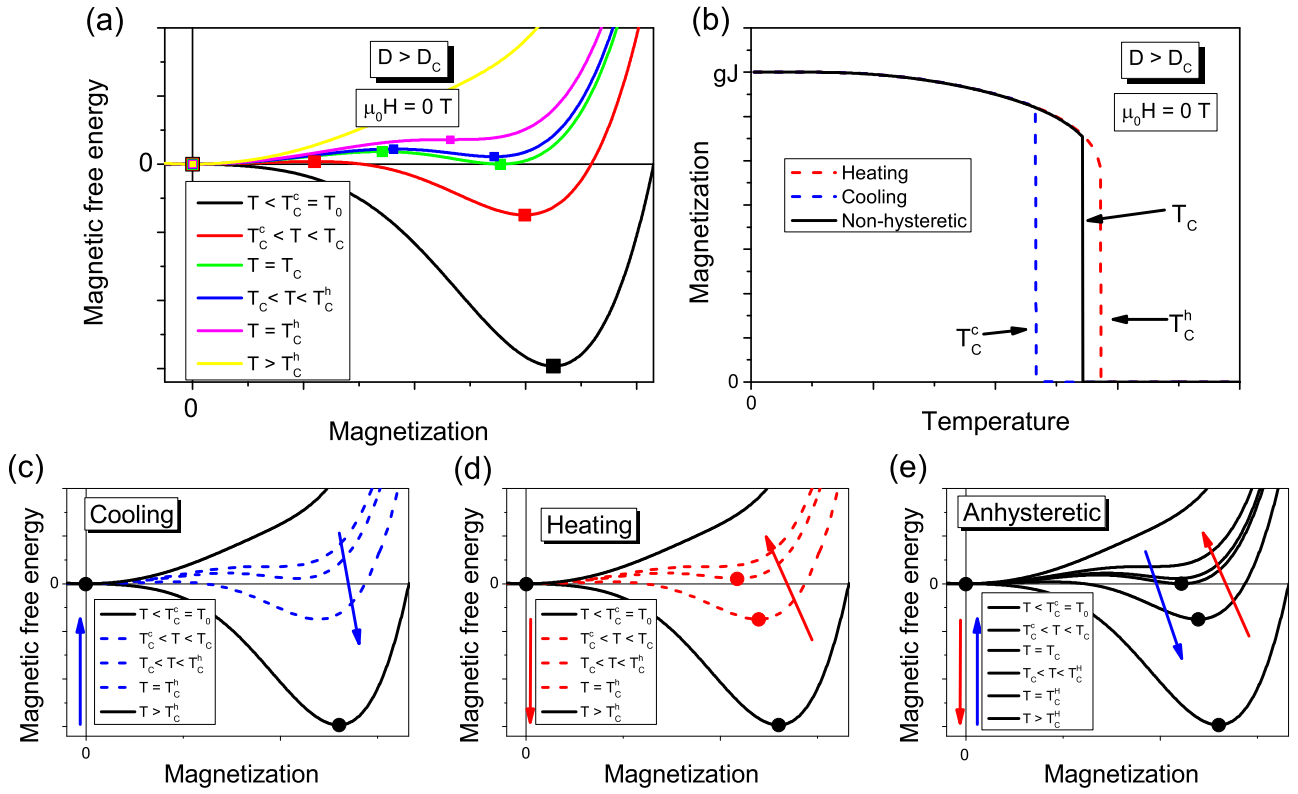 (a)
D > D_C
μ₀H = 0 T
Magnetic free energy
0
T < T_C^c = T_0
T_C^c < T < T_C
T = T_C
T_C < T < T_C^h
T = T_C^h
T > T_C^h
0
Magnetization
(b)
gJ
D > D_C
μ₀H = 0 T
Magnetization
Heating
Cooling
Non-hysteretic
T_C
T_C^c
T_C^h
0
0
Temperature
(c)
Cooling
Magnetic free energy
0
T < T_C^c = T_0
T_C^c < T < T_C
T_C < T < T_C^h
T = T_C^h
T > T_C^h
0
Magnetization
(d)
Heating
Magnetic free energy
0
T < T_C^c = T_0
T_C^c < T < T_C
T_C < T < T_C^h
T = T_C^h
T > T_C^h
0
Magnetization
(e)
Anhysteretic
Magnetic free energy
0
T < T_C^c = T_0
T_C^c < T < T_C
T = T_C
T_C < T < T_C^H
T = T_C^H
T > T_C^H
0
Magnetization